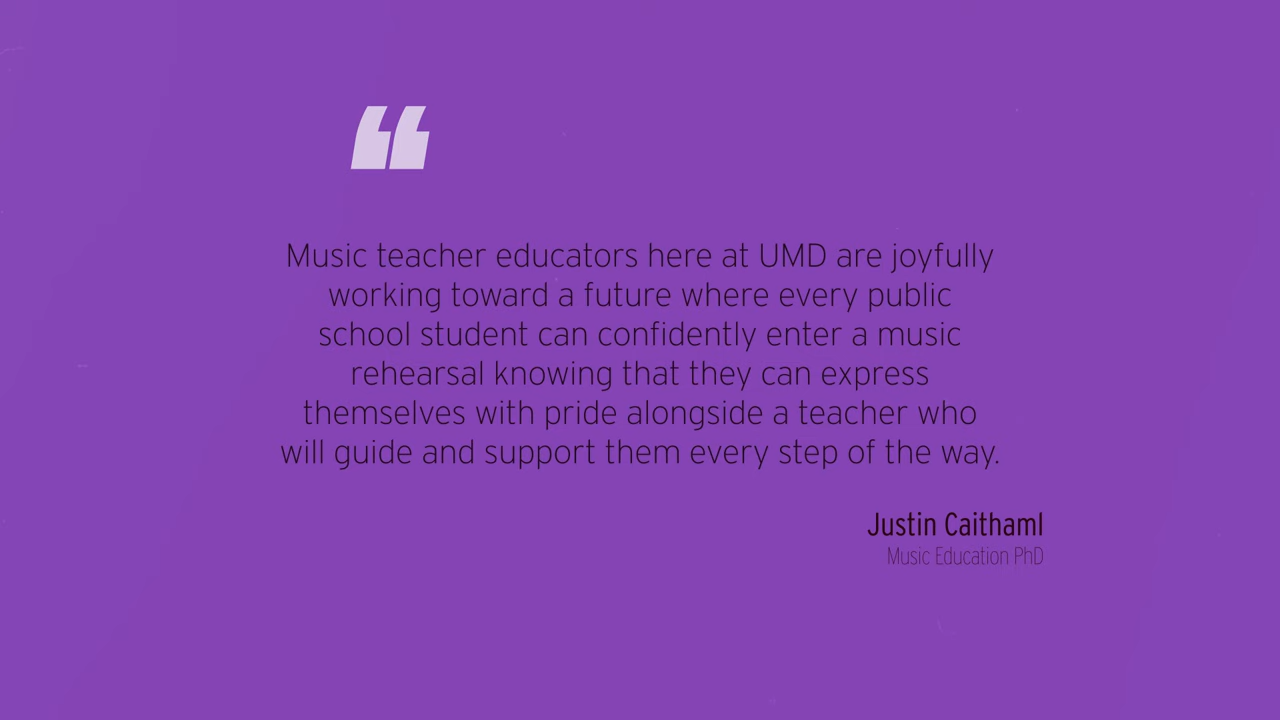 “
Music teacher educators here at UMD are joyfully
working toward a future where every public
school student can confidently enter a music
rehearsal knowing that they can express
themselves with pride alongside a teacher who
will guide and support them every step of the way.
Justin Caithaml
Music Education PhD